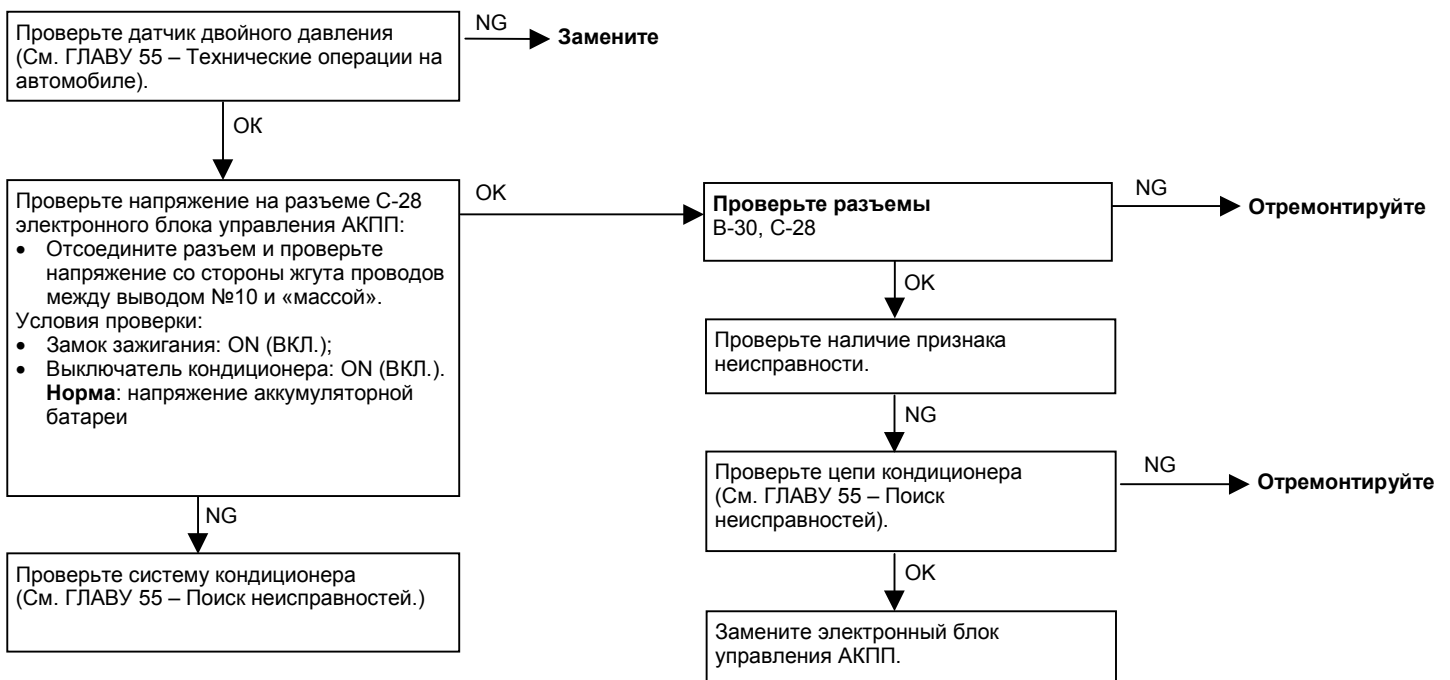 Проверьте датчик двойного давления
(См. ГЛАВУ 55 – Технические операции на
автомобиле).
NG
Замените
OK
Проверьте напряжение на разъеме С-28
электронного блока управления АКПП:
• Отсоедините разъем и проверьте
напряжение со стороны жгута проводов
между выводом №10 и «массой».
Условия проверки:
• Замок зажигания: ON (ВКЛ.);
• Выключатель кондиционера: ON (ВКЛ.).
Норма: напряжение аккумуляторной
батареи
OK
Проверьте разъемы
В-30, С-28
NG
Отремонтируйте
OK
Проверьте наличие признака
неисправности.
NG
Проверьте цепи кондиционера
(См. ГЛАВУ 55 – Поиск
неисправностей).
NG
Отремонтируйте
NG
Проверьте систему кондиционера
(См. ГЛАВУ 55 – Поиск неисправностей.)
OK
Замените электронный блок
управления АКПП.